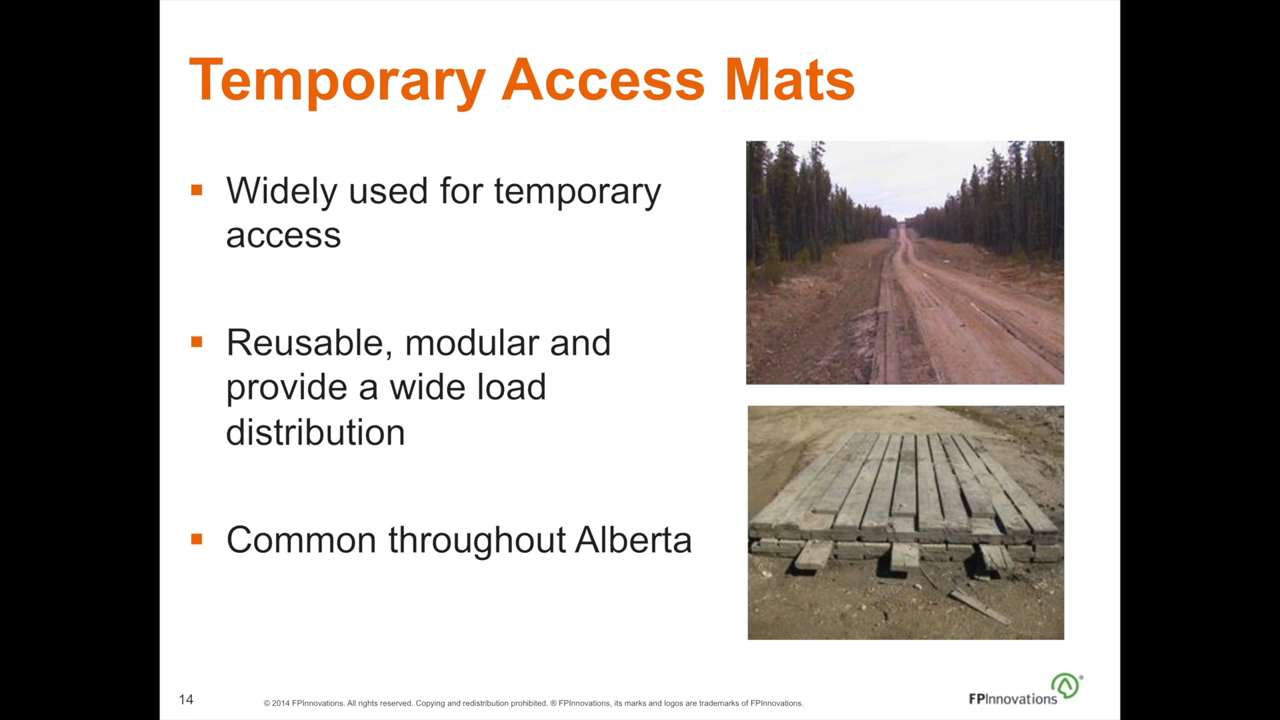 Temporary Access Mats
▪ Widely used for temporary
access
▪ Reusable, modular and
provide a wide load
distribution
▪ Common throughout Alberta
14
© 2014 FPInnovations. All rights reserved. Copying and redistribution prohibited. ® FPInnovations, its marks and logos are trademarks of FPInnovations.
FPInnovations®